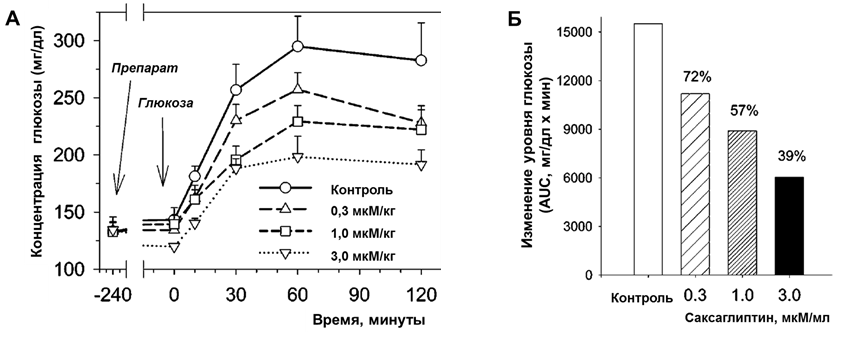 А
Концентрация глюкозы (мг/дл)
300
250
200
150
100
Препарат
Глюкоза
Контроль
0,3 мкМ/кг
1,0 мкМ/кг
3,0 мкМ/кг
-240
0
30
60
90
120
Время, минуты
Б
Изменение уровня глюкозы
(AUC, мг/дл х мин)
15000
12000
9000
6000
3000
0
72%
57%
39%
Контроль
0.3
1.0
3.0
Саксаглиптин, мкМ/мл